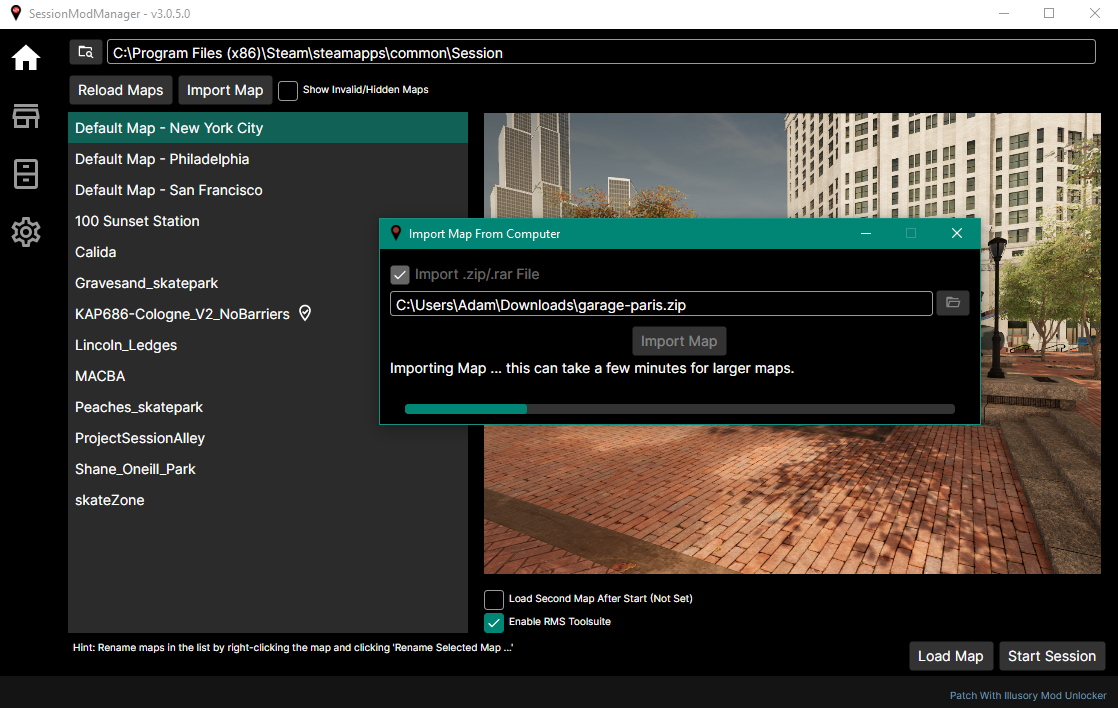 SessionModManager - v3.0.5.0
C:\Program Files (x86)\Steam\steamapps\common\Session
Reload Maps
Import Map
Show Invalid/Hidden Maps
Default Map - New York City
Default Map - Philadelphia
Default Map - San Francisco
100 Sunset Station
Calida
Gravesand_skatepark
KAP686-Cologne_V2_NoBarriers
Lincoln_Ledges
MACBA
Peaches_skatepark
ProjectSessionAlley
Shane_Oneill_Park
skateZone
Import Map From Computer
Import .zip/.rar File
C:\Users\Adam\Downloads\garage-paris.zip
Import Map
Importing Map ... this can take a few minutes for larger maps.
Load Second Map After Start (Not Set)
Enable RMS Toolsuite
Hint: Rename maps in the list by right-clicking the map and clicking 'Rename Selected Map ...'
Load Map
Start Session
Patch With Illusory Mod Unlocker